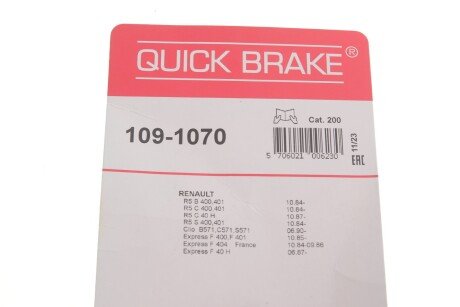 QUICK BRAKE ®
109-1070
Cat. 200
5 706021 006230
11/23
EAC
RENAULT
R5 B 400,401 10.84-
R5 C 400,401 10.84-
R5 C 40 H 10.87-
R5 S 400,401 10.84-
Clio B571,C571,S571 06.90-
Express F 400,F 401 10.85-
Express F 404 France 10.84-09.86
Express F 40 H 06.87-